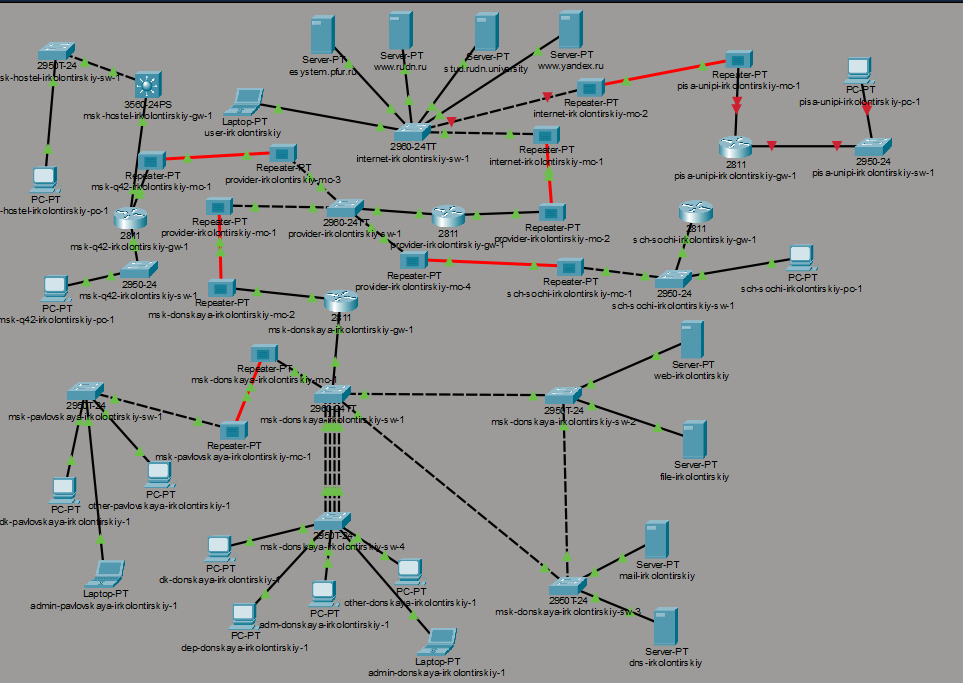 2950T-24
sk-hostel-irkolontirskiy-sw-1
3560-24PS
msk-hostel-irkolontirskiy-gw-1
PC-PT
-hostel-irkolontirskiy-pc-1
Server-PT
esystem.pfur.ru
Server-PT
www.rudn.ru
Server-PT
stud.rudn.university
Server-PT
www.yandex.ru
Laptop-PT
user-irkolontirskiy
2960-24TT
internet-irkolontirskiy-sw-1
Repeater-PT
internet-irkolontirskiy-mc-2
Repeater-PT
internet-irkolontirskiy-mc-1
Repeater-PT
pisa-unipi-irkolontirskiy-mc-1
PC-PT
pisa-unipi-irkolontirskiy-pc-1
2811
pisa-unipi-irkolontirskiy-gw-1
2950-24
pisa-unipi-irkolontirskiy-sw-1
Repeater-PT
msk-q42-irkolontirskiy-mc-1
Repeater-PT
provider-irkolontirskiy-mc-3
Repeater-PT
provider-irkolontirskiy-mc-1
2960-24TT
provider-irkolontirskiy-sw-1
2811
provider-irkolontirskiy-gw-1
Repeater-PT
provider-irkolontirskiy-mc-2
2811
sch-sochi-irkolontirskiy-gw-1
2811
msk-q42-irkolontirskiy-gw-1
2950-24
msk-q42-irkolontirskiy-sw-1
PC-PT
msk-q42-irkolontirskiy-pc-1
Repeater-PT
provider-irkolontirskiy-mc-4
Repeater-PT
sch-sochi-irkolontirskiy-mc-1
2950-24
sch-sochi-irkolontirskiy-sw-1
PC-PT
sch-sochi-irkolontirskiy-pc-1
Repeater-PT
msk-donskaya-irkolontirskiy-mc-2
2811
msk-donskaya-irkolontirskiy-gw-1
Repeater-PT
msk-donskaya-irkolontirskiy-mc-1
2960-24TT
msk-donskaya-irkolontirskiy-sw-1
2950T-24
msk-pavlovskaya-irkolontirskiy-sw-1
Repeater-PT
msk-pavlovskaya-irkolontirskiy-mc-1
2950T-24
msk-donskaya-irkolontirskiy-sw-2
Server-PT
web-irkolontirskiy
Server-PT
file-irkolontirskiy
PC-PT
dk-pavlovskaya-irkolontirskiy-1
PC-PT
other-pavlovskaya-irkolontirskiy-1
Laptop-PT
admin-pavlovskaya-irkolontirskiy-1
2950T-24
msk-donskaya-irkolontirskiy-sw-4
PC-PT
dk-donskaya-irkolontirskiy-1
PC-PT
dep-donskaya-irkolontirskiy-1
PC-PT
adm-donskaya-irkolontirskiy-1
PC-PT
other-donskaya-irkolontirskiy-1
Laptop-PT
admin-donskaya-irkolontirskiy-1
2950T-24
msk-donskaya-irkolontirskiy-sw-3
Server-PT
mail-irkolontirskiy
Server-PT
dns-irkolontirskiy